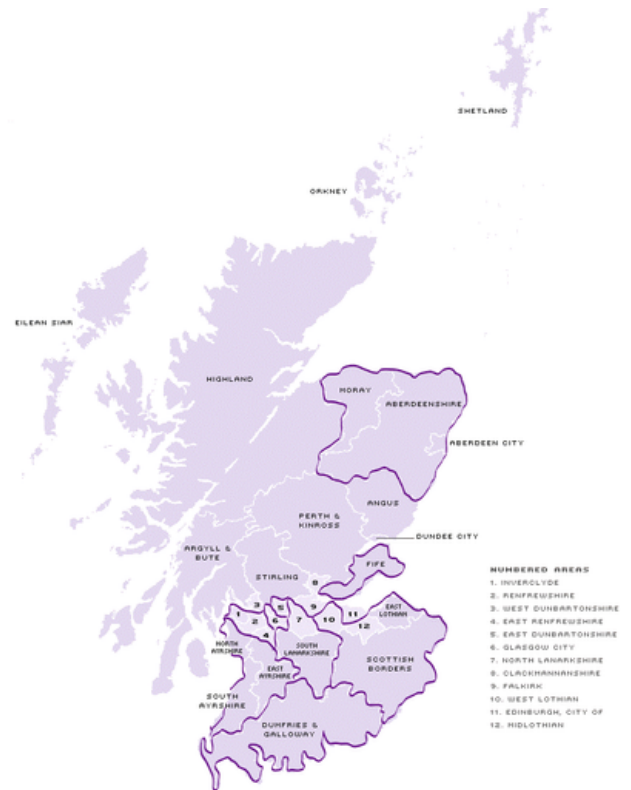 SHETLAND
ORKNEY
EILEAN SIAR
HIGHLAND
MORAY
ABERDEENSHIRE
ABERDEEN CITY
ANGUS
PERTH &
KINROSS
DUNDEE CITY
ARGYLL &
BUTE
FIFE
STIRLING
8
NUMBERED AREAS
1. INVERCLYDE
2. RENFREWSHIRE
3. WEST DUNBARTONSHIRE
4. EAST RENFREWSHIRE
5. EAST DUNBARTONSHIRE
6. GLASGOW CITY
7. NORTH LANARKSHIRE
8. CLACKMANNANSHIRE
9. FALKIRK
10. WEST LOTHIAN
11. EDINBURGH, CITY OF
12. MIDLOTHIAN
3
5
9
1
2
6
7
10
11
EAST
LOTHIAN
12
4
NORTH
AYRSHIRE
SOUTH
LANARKSHIRE
EAST
AYRSHIRE
SCOTTISH
BORDERS
SOUTH
AYRSHIRE
DUMFRIES &
GALLOWAY